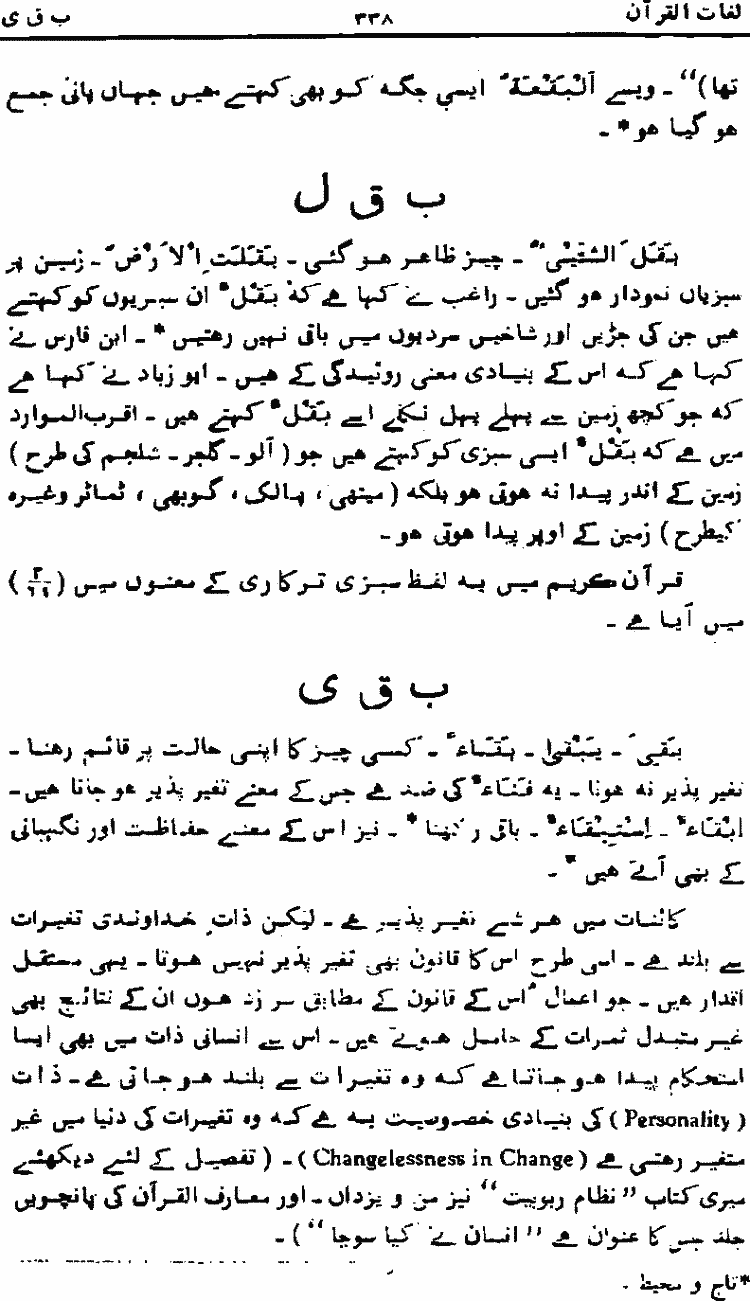 لغات القرآن ۳۳۸ ب ق ی
تھا)“ ۔ ویسے اَلْبَقْعَةُ ایسی جگہ کو بھی کہتے ہیں جہاں پانی جمع
ہو گیا ہو* ۔
ب ق ل
بَقَلَ الشَّیْئُ ۔ چیز ظاہر ہو گئی ۔ بَقَلَتِ الْاَرْضُ ۔ زمین پر
سبزیاں نمودار ہو گئیں ۔ راغب نے کہا ہے کہ بَقْلٌ ان سبزیوں کو کہتے
ہیں جن کی جڑیں اور شاخیں سردیوں میں باقی نہیں رہتیں * ۔ ابن فارس نے
کہا ہے کہ اس کے بنیادی معنی روئیدگی کے ہیں ۔ ابو زیاد نے کہا ہے
کہ جو کچھ زمین سے پہلے پہل نکلے اسے بَقْلٌ کہتے ہیں ۔ اقرب الموارد
میں ہے کہ بَقْلٌ ایسی سبزی کو کہتے ہیں جو ( آلو ۔ گاجر ۔ شلجم کی طرح )
زمین کے اندر پیدا نہ ہوتی ہو بلکہ ( میتھی ، پالک ، گوبھی ، ٹماٹر وغیرہ
کیطرح ) زمین کے اوپر پیدا ہوتی ہو ۔
قرآن کریم میں یہ لفظ سبزی ترکاری کے معنوں میں (۲/۶۱)
میں آیا ہے ۔
ب ق ی
بَقِیَ ۔ یَبْقٰی ۔ بَقَاءٌ ۔ کسی چیز کا اپنی حالت پر قائم رہنا ۔
تغیر پذیر نہ ہونا ۔ یہ فَنَاءٌ کی ضد ہے جس کے معنے تغیر پذیر ہو جانا ہیں ۔
اِبْقَاءٌ ۔ اِسْتِبْقَاءٌ ۔ باقی رکھنا * ۔ نیز اس کے معنے حفاظت اور نگہبانی
کے بھی آتے ہیں * ۔
کائنات میں ہر شے تغیر پذیر ہے ۔ لیکن ذاتِ خداوندی تغیرات
سے بلند ہے ۔ اسی طرح اس کا قانون بھی تغیر پذیر نہیں ہوتا ۔ یہی مستقل
اقدار ہیں ۔ جو اعمال اس کے قانون کے مطابق سر زد ہوں ان کے نتائج بھی
غیر متبدل ثمرات کے حامل ہوتے ہیں ۔ اس سے انسانی ذات میں بھی ایسا
استحکام پیدا ہو جاتا ہے کہ وہ تغیرات سے بلند ہو جاتی ہے ۔ ذات
( Personality ) کی بنیادی خصوصیت یہ ہے کہ وہ تغیرات کی دنیا میں غیر
متغیر رہتی ہے ( Changelessness in Change ) ۔ ( تفصیل کے لئے دیکھئے
میری کتاب ”نظام ربوبیت“ نیز من و یزداں ۔ اور معارف القرآن کی پانچویں
جلد جس کا عنوان ہے ”انسان نے کیا سوچا“ ) ۔
*تاج و محیط ۔